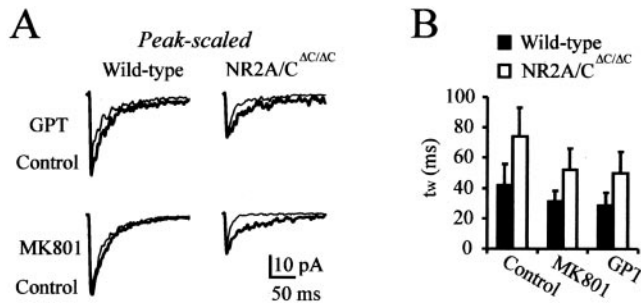 A
Peak-scaled
Wild-type NR2A/C ΔC/ΔC
GPT
Control
MK801
Control
10 pA
50 ms
B
Wild-type
NR2A/C ΔC/ΔC
100
80
60
40
20
0
tw (ms)
Control
MK801
GPT